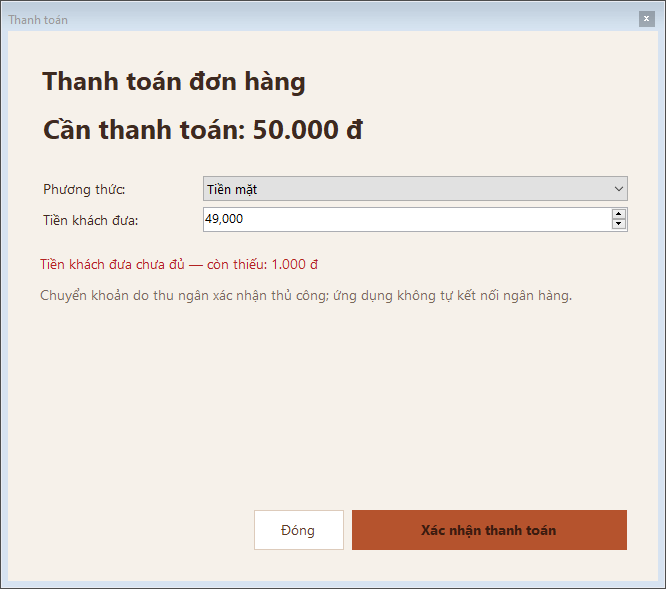 Thanh toán
Thanh toán đơn hàng
Cần thanh toán: 50.000 đ
Phương thức: Tiền mặt
Tiền khách đưa: 49,000
Tiền khách đưa chưa đủ — còn thiếu: 1.000 đ
Chuyển khoản do thu ngân xác nhận thủ công; ứng dụng không tự kết nối ngân hàng.
Đóng Xác nhận thanh toán